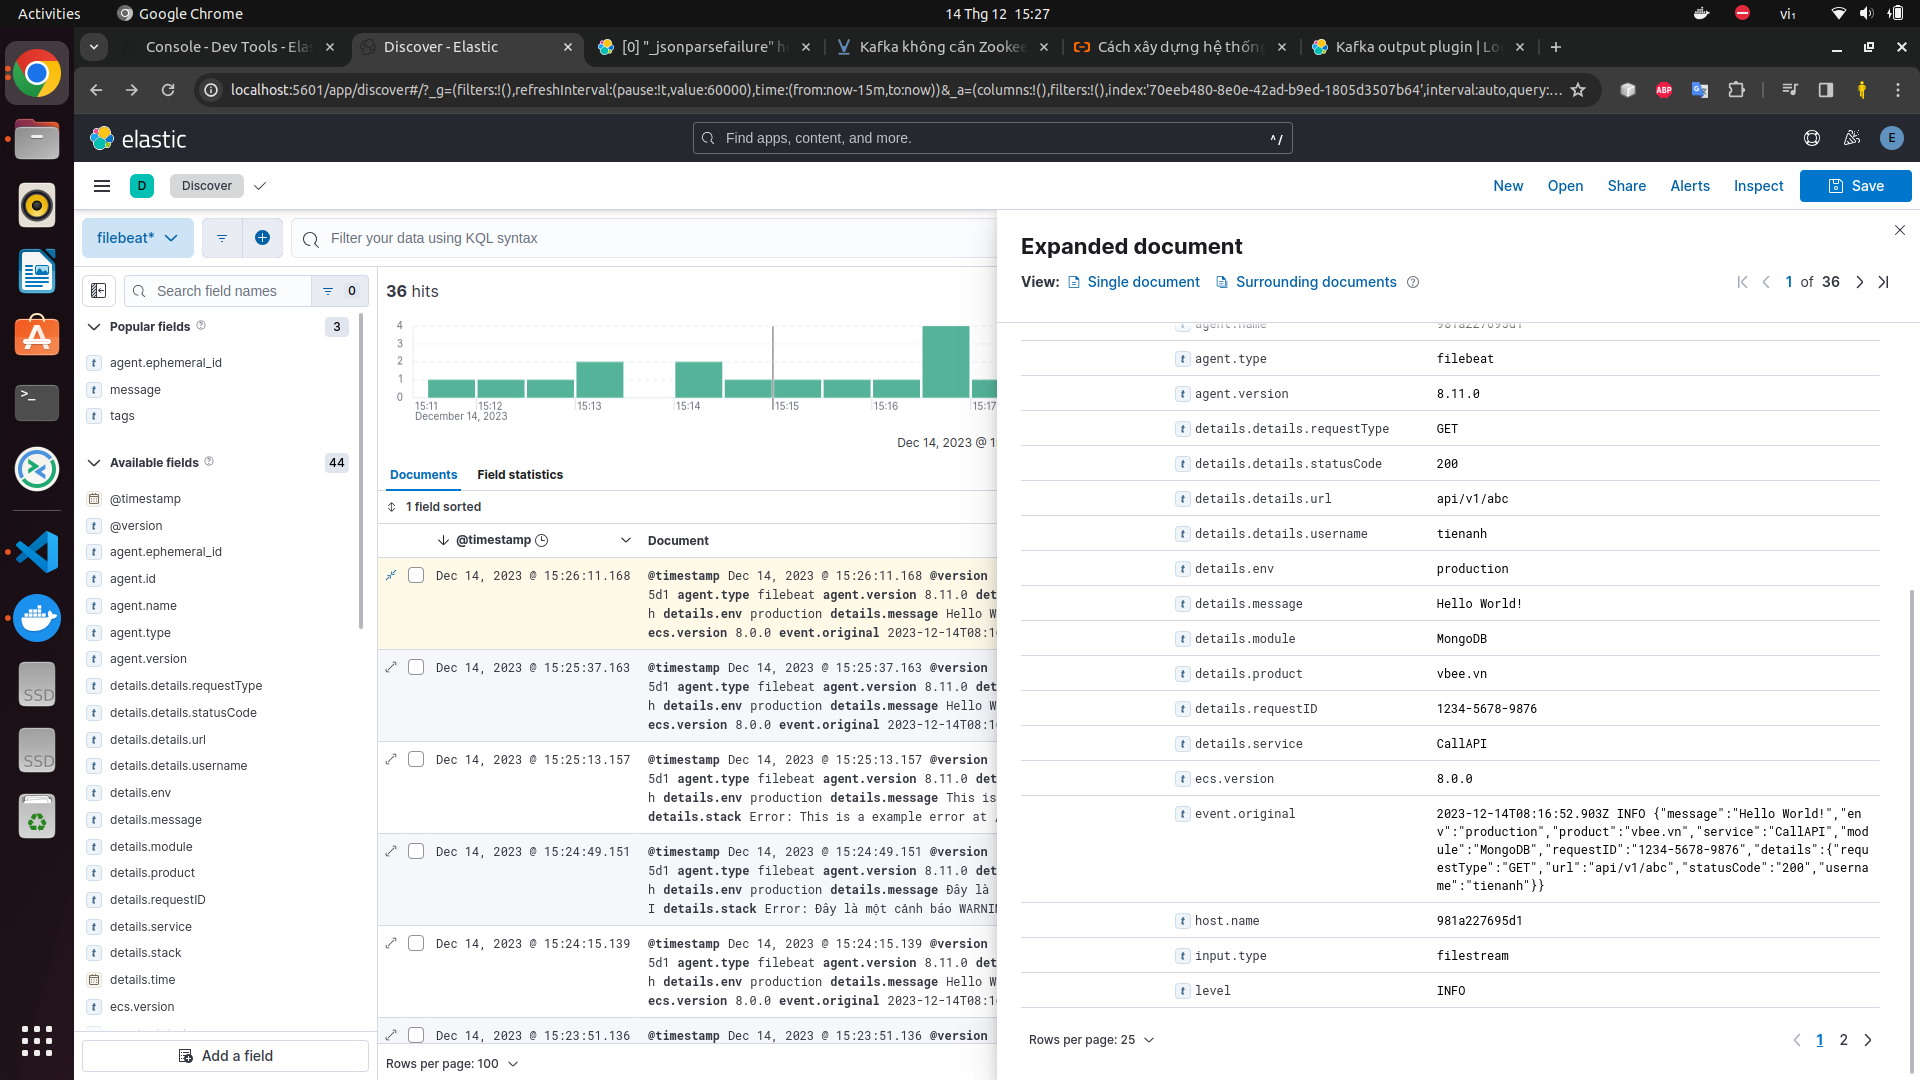 Activities
Google Chrome
14 Thg 12 15:27
vi₁
Console - Dev Tools - Elas
Discover - Elastic
[0] "_jsonparsefailure" h
Kafka không cần Zookee
Cách xây dựng hệ thống
Kafka output plugin | Lo
localhost:5601/app/discover#/?_g=(filters:!(),refreshInterval:(pause:!t,value:60000),time:(from:now-15m,to:now))&_a=(columns:!(),filters:!(),index:'70eeb480-8e0e-42ad-b9ed-1805d3507b64',interval:auto,query:...
ABP
elastic
Find apps, content, and more.
^/
E
D
Discover
New
Open
Share
Alerts
Inspect
Save
filebeat*
Filter your data using KQL syntax
Search field names
0
Popular fields
3
t agent.ephemeral_id
t message
t tags
Available fields
44
@timestamp
t @version
t agent.ephemeral_id
t agent.id
t agent.name
t agent.type
t agent.version
t details.details.requestType
t details.details.statusCode
t details.details.url
t details.details.username
t details.env
t details.message
t details.module
t details.product
t details.requestID
t details.service
t details.stack
details.time
t ecs.version
Add a field
36 hits
4
3
2
1
0
15:11
15:12
15:13
15:14
15:15
15:16
15:17
December 14, 2023
Dec 14, 2023 @ 1
Documents
Field statistics
1 field sorted
@timestamp
Document
Dec 14, 2023 @ 15:26:11.168
@timestamp Dec 14, 2023 @ 15:26:11.168 @version
5d1 agent.type filebeat agent.version 8.11.0 det
h details.env production details.message Hello W
ecs.version 8.0.0 event.original 2023-12-14T08:1
Dec 14, 2023 @ 15:25:37.163
@timestamp Dec 14, 2023 @ 15:25:37.163 @version
5d1 agent.type filebeat agent.version 8.11.0 det
h details.env production details.message Hello W
ecs.version 8.0.0 event.original 2023-12-14T08:1
Dec 14, 2023 @ 15:25:13.157
@timestamp Dec 14, 2023 @ 15:25:13.157 @version
5d1 agent.type filebeat agent.version 8.11.0 det
h details.env production details.message This is
details.stack Error: This is a example error at
Dec 14, 2023 @ 15:24:49.151
@timestamp Dec 14, 2023 @ 15:24:49.151 @version
5d1 agent.type filebeat agent.version 8.11.0 det
h details.env production details.message Đây là
I details.stack Error: Đây là một cảnh báo WARNIN
Dec 14, 2023 @ 15:24:15.139
@timestamp Dec 14, 2023 @ 15:24:15.139 @version
5d1 agent.type filebeat agent.version 8.11.0 det
h details.env production details.message Hello W
ecs.version 8.0.0 event.original 2023-12-14T08:1
Dec 14, 2023 @ 15:23:51.136
@timestamp Dec 14, 2023 @ 15:23:51.136 @version
Rows per page: 100
Expanded document
View:
Single document
Surrounding documents
1 of 36
t agent.name 981a227695d1
t agent.type filebeat
t agent.version 8.11.0
t details.details.requestType GET
t details.details.statusCode 200
t details.details.url api/v1/abc
t details.details.username tienanh
t details.env production
t details.message Hello World!
t details.module MongoDB
t details.product vbee.vn
t details.requestID 1234-5678-9876
t details.service CallAPI
t ecs.version 8.0.0
t event.original 2023-12-14T08:16:52.903Z INFO {"message":"Hello World!","en
v":"production","product":"vbee.vn","service":"CallAPI","mod
ule":"MongoDB","requestID":"1234-5678-9876","details":{"requ
estType":"GET","url":"api/v1/abc","statusCode":"200","userna
me":"tienanh"}}
t host.name 981a227695d1
t input.type filestream
t level INFO
Rows per page: 25
1
2
SSD
SSD